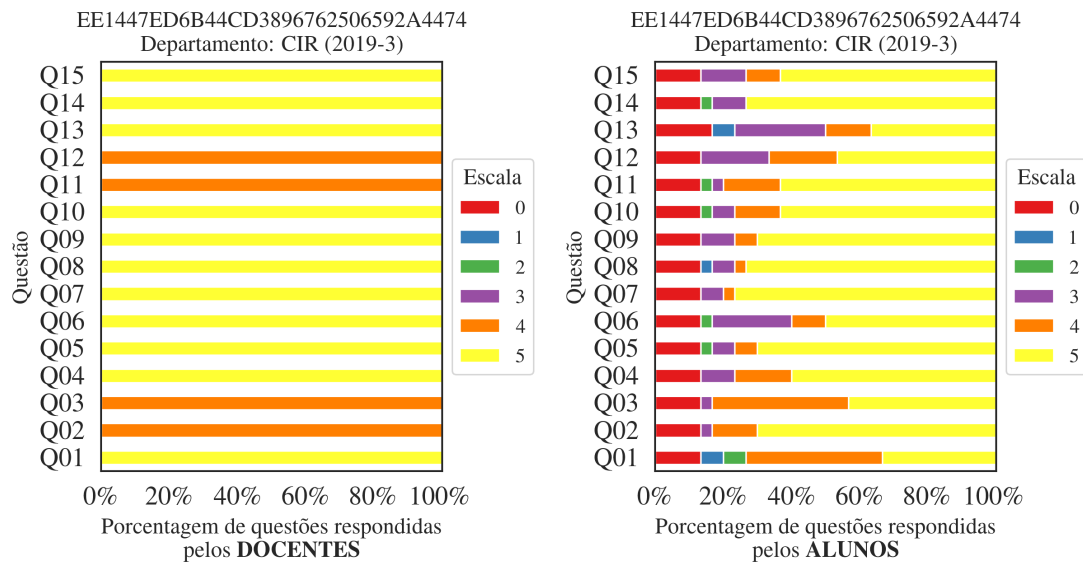 EE1447ED6B44CD3896762506592A4474
Departamento: CIR (2019-3)
Questão
Q15
Q14
Q13
Q12
Q11
Q10
Q09
Q08
Q07
Q06
Q05
Q04
Q03
Q02
Q01
0% 20% 40% 60% 80% 100%
Porcentagem de questões respondidas
pelos DOCENTES
Escala
0
1
2
3
4
5
EE1447ED6B44CD3896762506592A4474
Departamento: CIR (2019-3)
Questão
Q15
Q14
Q13
Q12
Q11
Q10
Q09
Q08
Q07
Q06
Q05
Q04
Q03
Q02
Q01
0% 20% 40% 60% 80% 100%
Porcentagem de questões respondidas
pelos ALUNOS
Escala
0
1
2
3
4
5